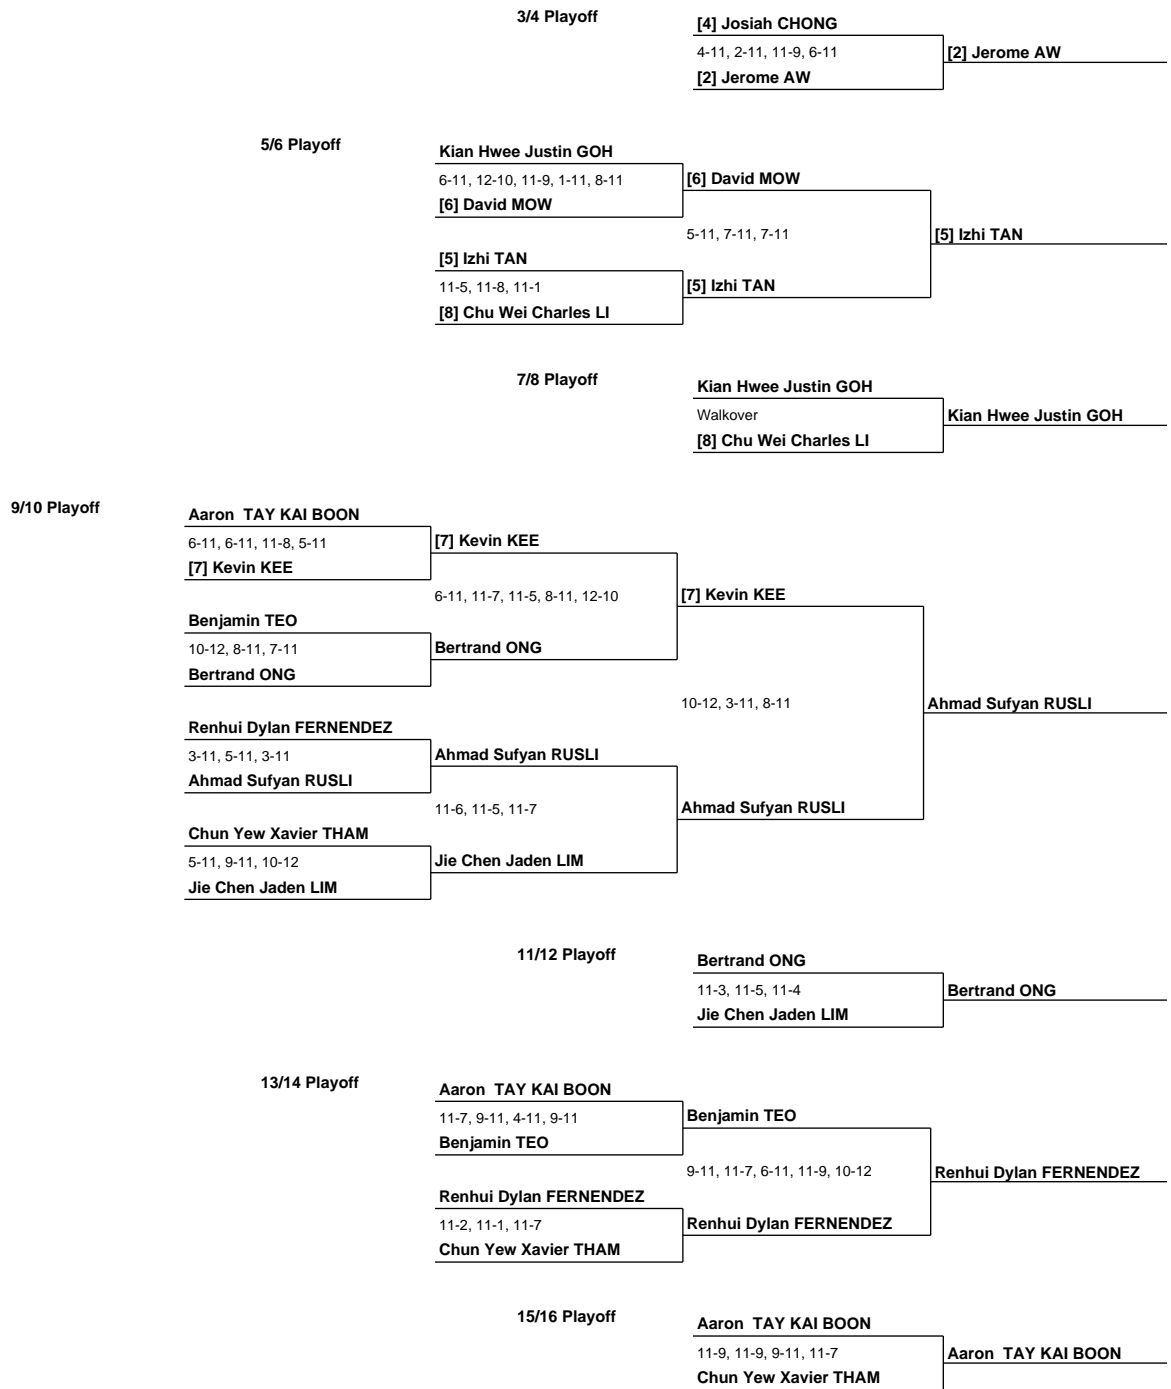 3/4 Playoff
[4] Josiah CHONG
4-11, 2-11, 11-9, 6-11
[2] Jerome AW
[2] Jerome AW
5/6 Playoff
Kian Hwee Justin GOH
6-11, 12-10, 11-9, 1-11, 8-11
[6] David MOW
[6] David MOW
5-11, 7-11, 7-11
[5] Izhi TAN
[5] Izhi TAN
11-5, 11-8, 11-1
[5] Izhi TAN
[8] Chu Wei Charles LI
7/8 Playoff
Kian Hwee Justin GOH
Walkover
Kian Hwee Justin GOH
[8] Chu Wei Charles LI
9/10 Playoff
Aaron  TAY KAI BOON
6-11, 6-11, 11-8, 5-11
[7] Kevin KEE
[7] Kevin KEE
6-11, 11-7, 11-5, 8-11, 12-10
[7] Kevin KEE
Benjamin TEO
10-12, 8-11, 7-11
Bertrand ONG
Bertrand ONG
10-12, 3-11, 8-11
Ahmad Sufyan RUSLI
Renhui Dylan FERNENDEZ
3-11, 5-11, 3-11
Ahmad Sufyan RUSLI
Ahmad Sufyan RUSLI
11-6, 11-5, 11-7
Ahmad Sufyan RUSLI
Chun Yew Xavier THAM
5-11, 9-11, 10-12
Jie Chen Jaden LIM
Jie Chen Jaden LIM
11/12 Playoff
Bertrand ONG
11-3, 11-5, 11-4
Bertrand ONG
Jie Chen Jaden LIM
13/14 Playoff
Aaron  TAY KAI BOON
11-7, 9-11, 4-11, 9-11
Benjamin TEO
Benjamin TEO
9-11, 11-7, 6-11, 11-9, 10-12
Renhui Dylan FERNENDEZ
Renhui Dylan FERNENDEZ
11-2, 11-1, 11-7
Renhui Dylan FERNENDEZ
Chun Yew Xavier THAM
15/16 Playoff
Aaron  TAY KAI BOON
11-9, 11-9, 9-11, 11-7
Aaron  TAY KAI BOON
Chun Yew Xavier THAM